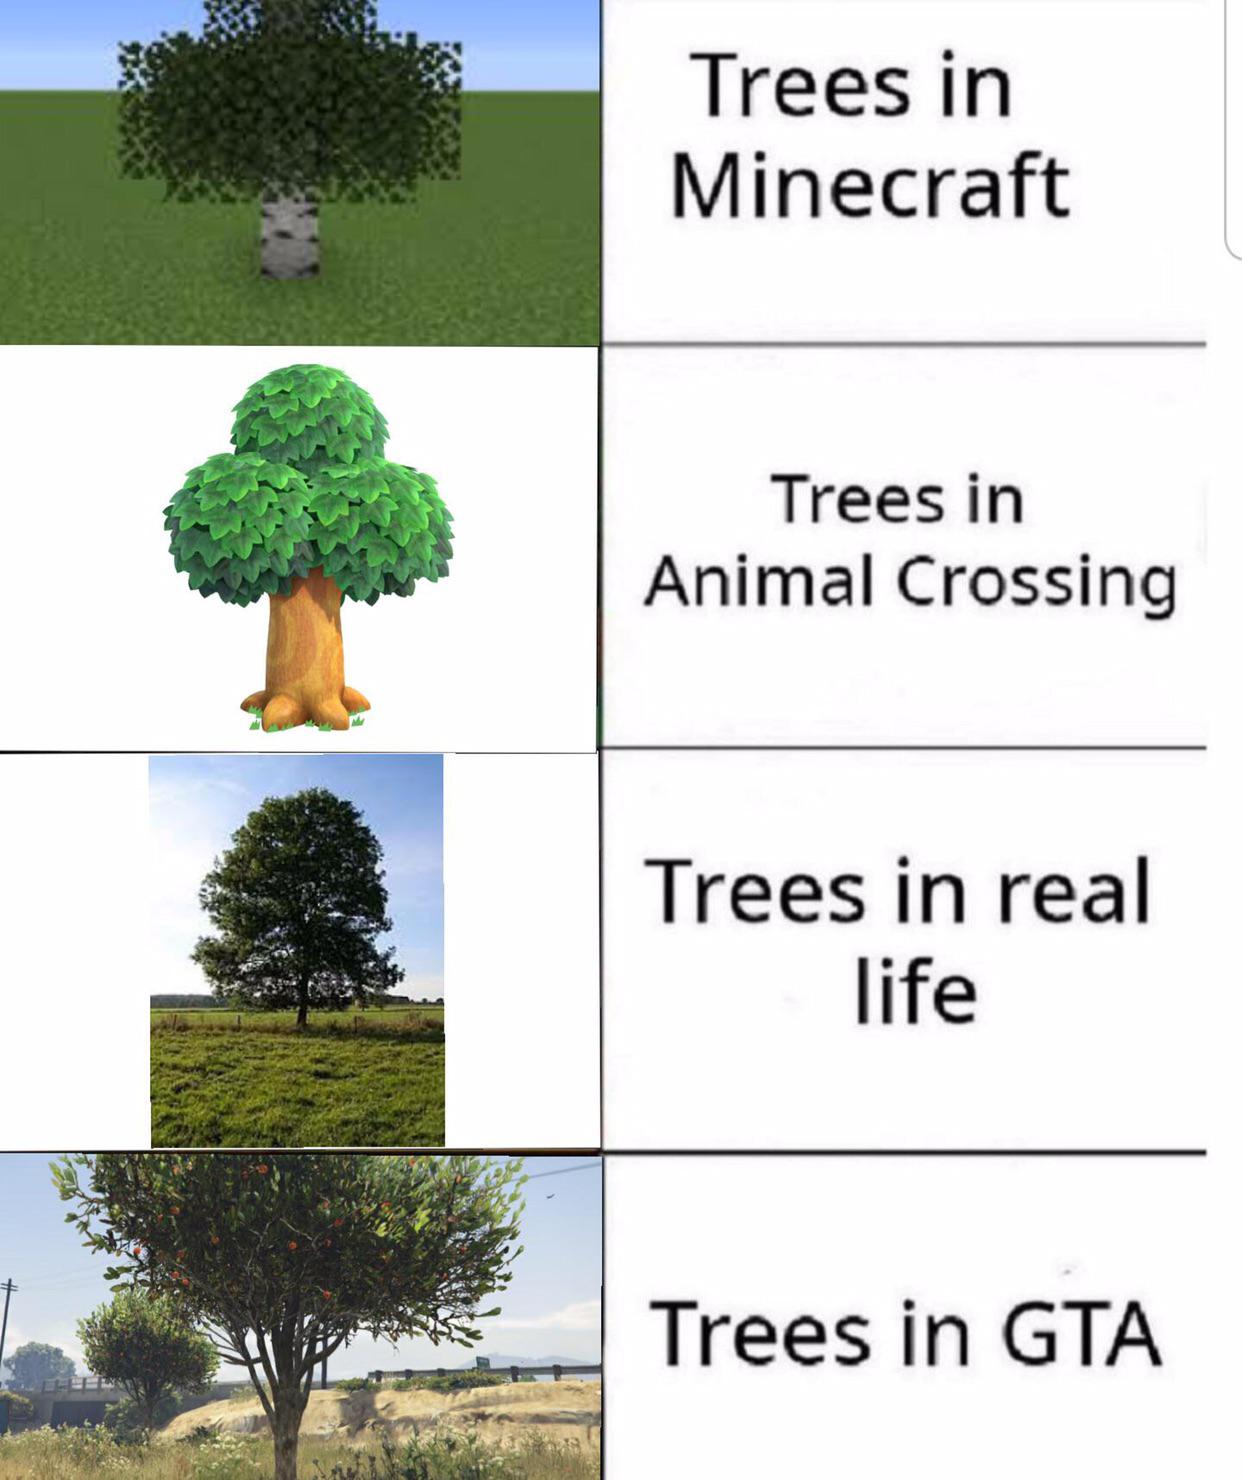 Trees in
Minecraft
Trees in
Animal Crossing
Trees in real
life
Trees in GTA